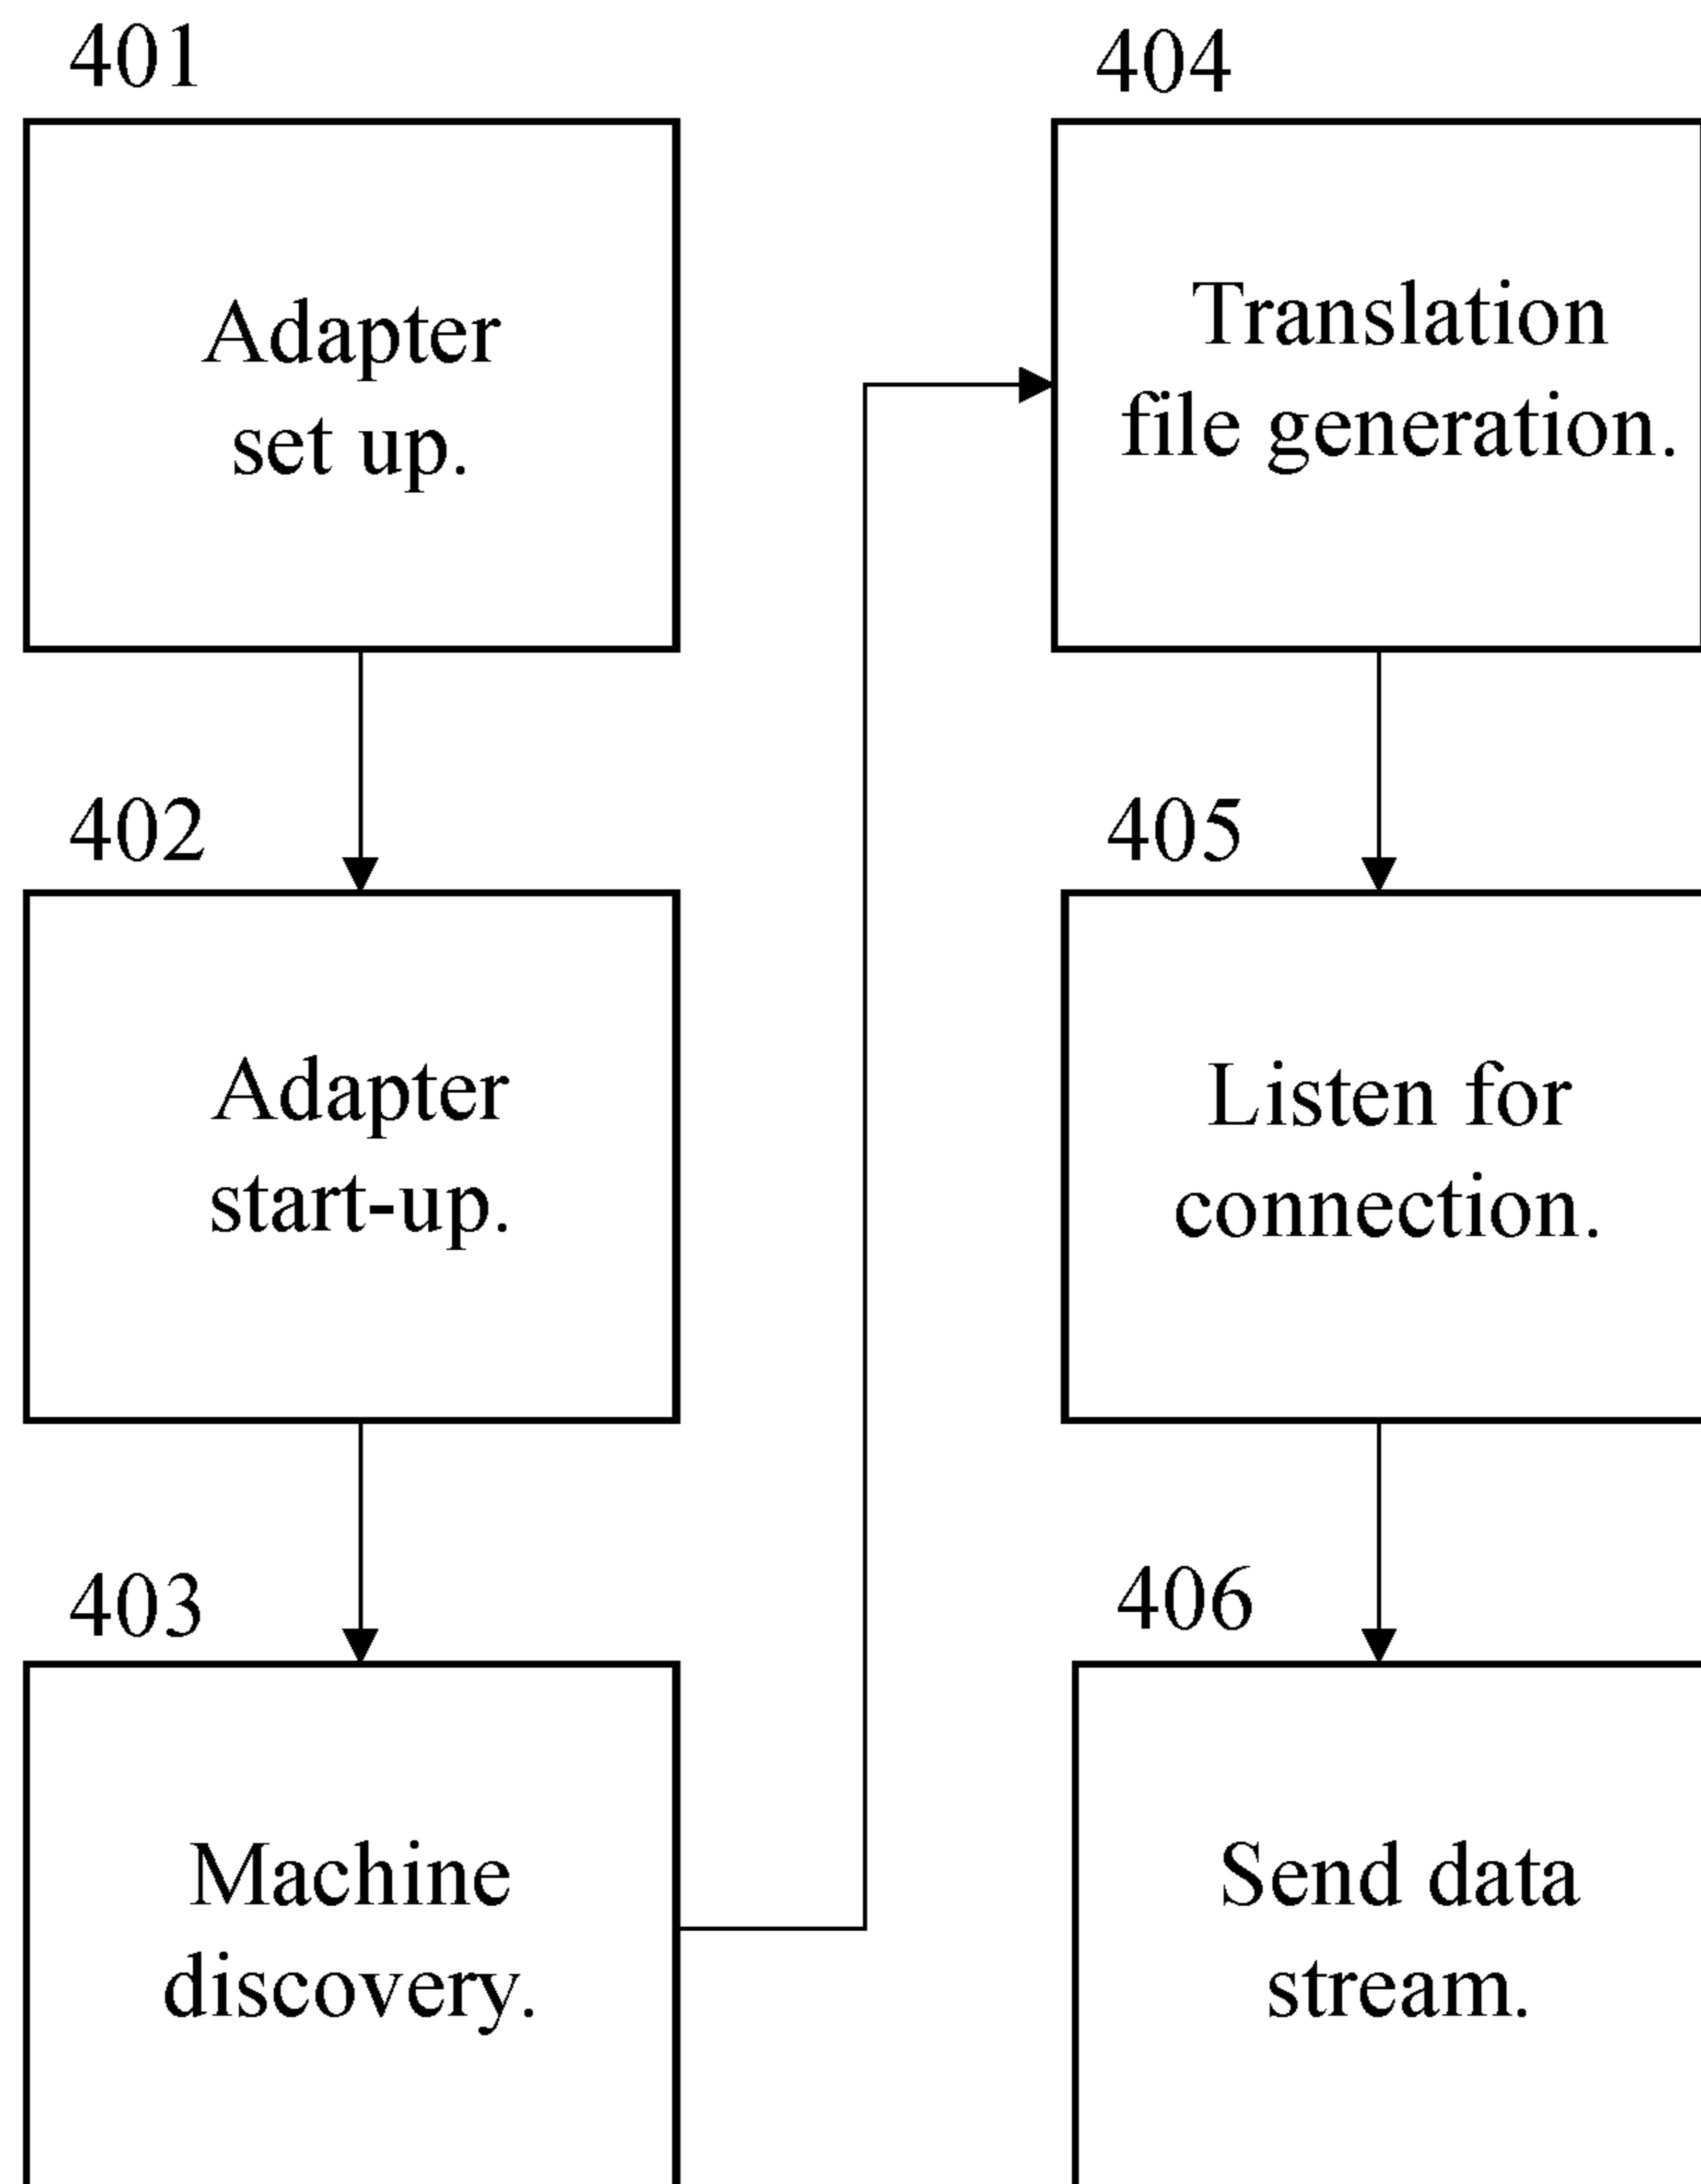 401
Adapter
set up.
402
Adapter
start-up.
403
Machine
discovery.
404
Translation
file generation.
405
Listen for
connection.
406
Send data
stream.